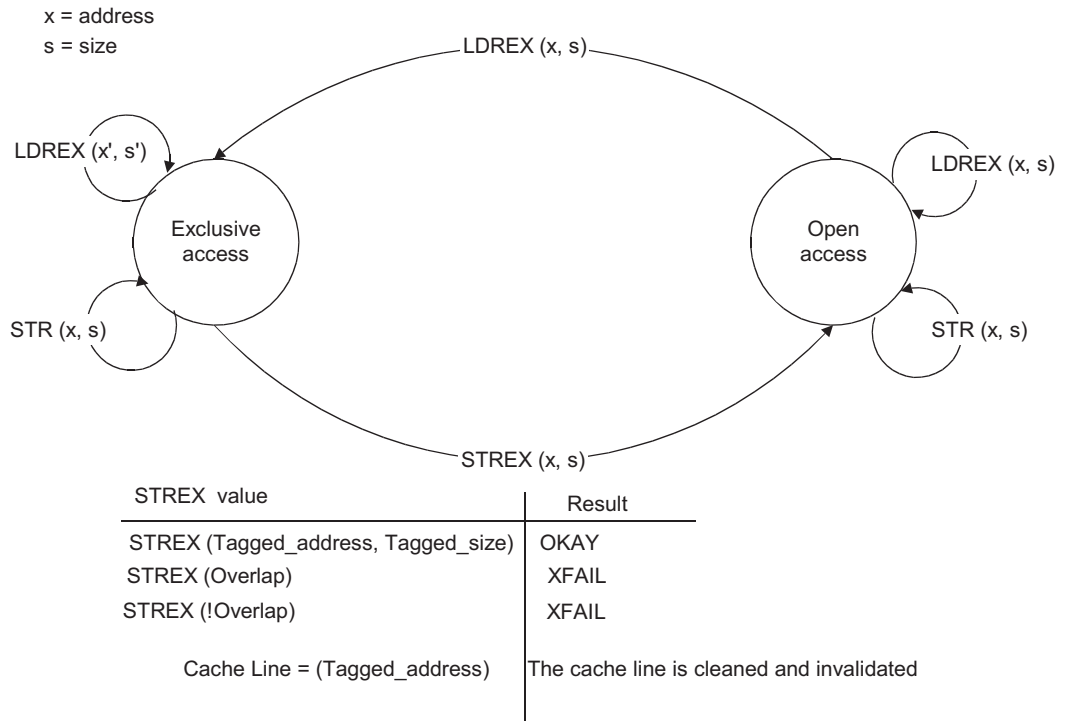 x = address
s = size
LDREX (x, s)
LDREX (x', s')
LDREX (x, s)
Exclusive
access
Open
access
STR (x, s)
STR (x, s)
STREX (x, s)
STREX value
Result
STREX (Tagged_address, Tagged_size)
OKAY
STREX (Overlap)
XFAIL
STREX (!Overlap)
XFAIL
Cache Line = (Tagged_address)
The cache line is cleaned and invalidated